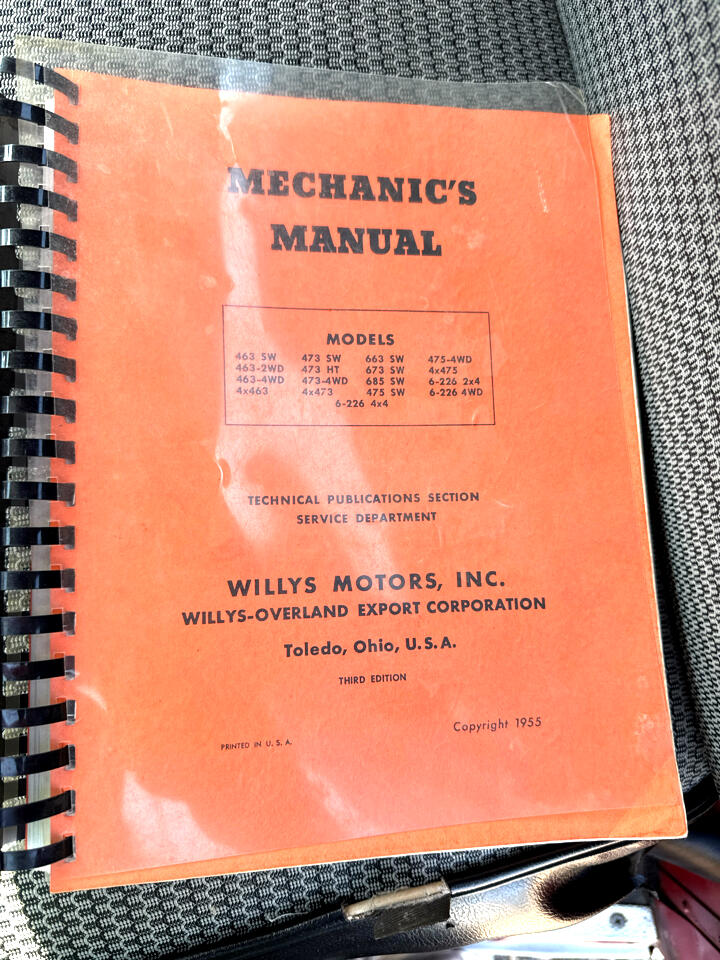 MECHANIC'S
MANUAL
MODELS
463 SW 473 SW 663 SW 475-4WD
463-2WD 473 HT 673 SW 4x475
463-4WD 473-4WD 685 SW 6-226 2x4
4x463 4x473 475 SW 6-226 4WD
6-226 4x4
TECHNICAL PUBLICATIONS SECTION
SERVICE DEPARTMENT
WILLYS MOTORS, INC.
WILLYS-OVERLAND EXPORT CORPORATION
Toledo, Ohio, U.S.A.
THIRD EDITION
Copyright 1955
PRINTED IN U. S. A.